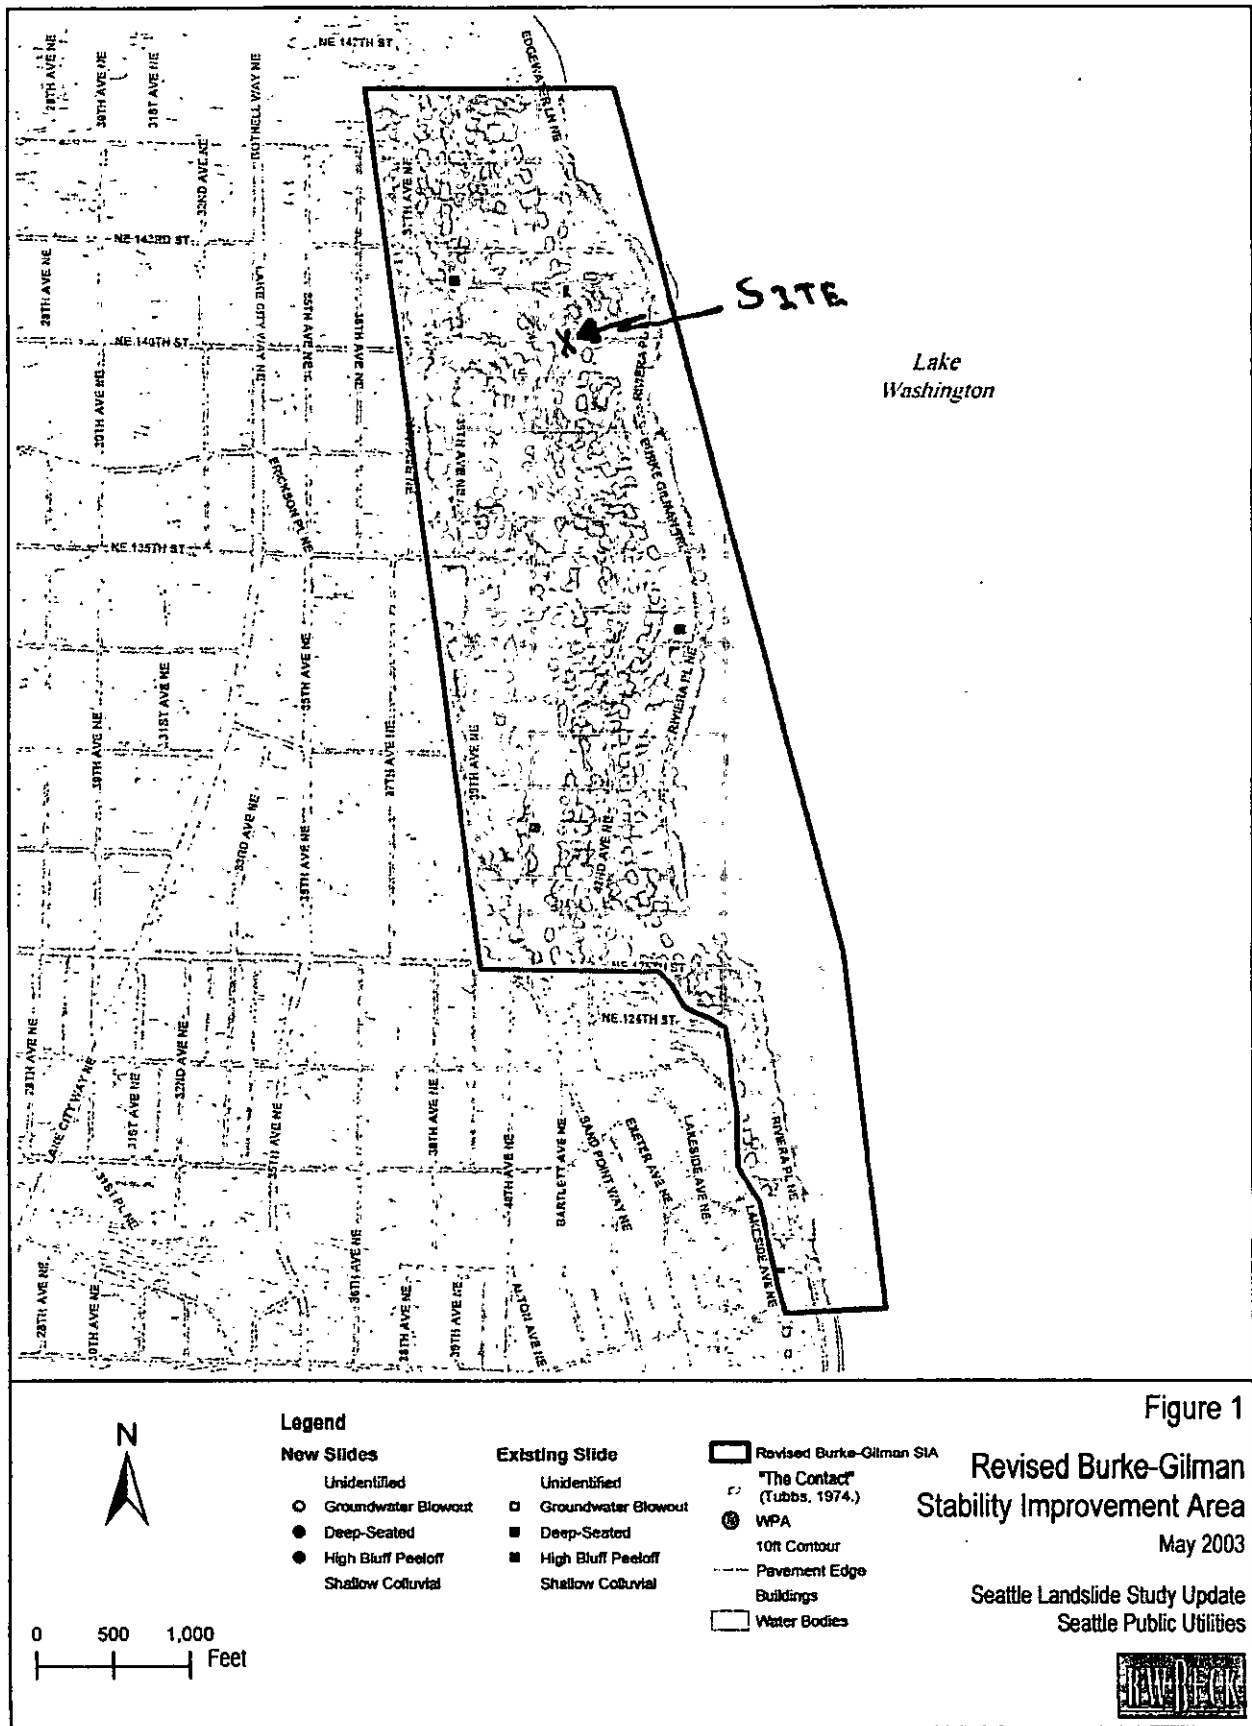 NE 147TH ST
EDGEWATER LN NE
28TH AVE NE
30TH AVE NE
31ST AVE NE
BOTHELL WAY NE
32ND AVE NE
37TH AVE NE
NE 143RD ST
28TH AVE NE
LAKE CITY WAY NE
35TH AVE NE
36TH AVE NE
SITE
NE 140TH ST
RIVIERA PL
Lake
Washington
30TH AVE NE
ERICKSON PL NE
BURKE GILMAN TRL
NE 135TH ST
35TH AVE NE
31ST AVE NE
RIVIERA PL NE
30TH AVE NE
37TH AVE NE
39TH AVE NE
33RD AVE NE
35TH AVE NE
42ND AVE NE
NE 124TH ST
28TH AVE NE
32ND AVE NE
LAKE CITY WAY NE
31ST AVE NE
35TH AVE NE
38TH AVE NE
40TH AVE NE
BARTLETT AVE NE
SAND POINT WAY NE
EXETER AVE NE
LAKESIDE AVE NE
RIVIERA PL NE
31ST PL NE
LAKESIDE AVE NE
28TH AVE NE
30TH AVE NE
36TH AVE NE
38TH AVE NE
39TH AVE NE
ALTON AVE NE
N
0 500 1,000
Feet
Legend
New Slides
Unidentified
Groundwater Blowout
Deep-Seated
High Bluff Peeloff
Shallow Colluvial
Existing Slide
Unidentified
Groundwater Blowout
Deep-Seated
High Bluff Peeloff
Shallow Colluvial
Revised Burke-Gilman SIA
"The Contact"
(Tubbs, 1974.)
WPA
10ft Contour
Pavement Edge
Buildings
Water Bodies
Figure 1
Revised Burke-Gilman
Stability Improvement Area
May 2003
Seattle Landslide Study Update
Seattle Public Utilities
R.W. BECK